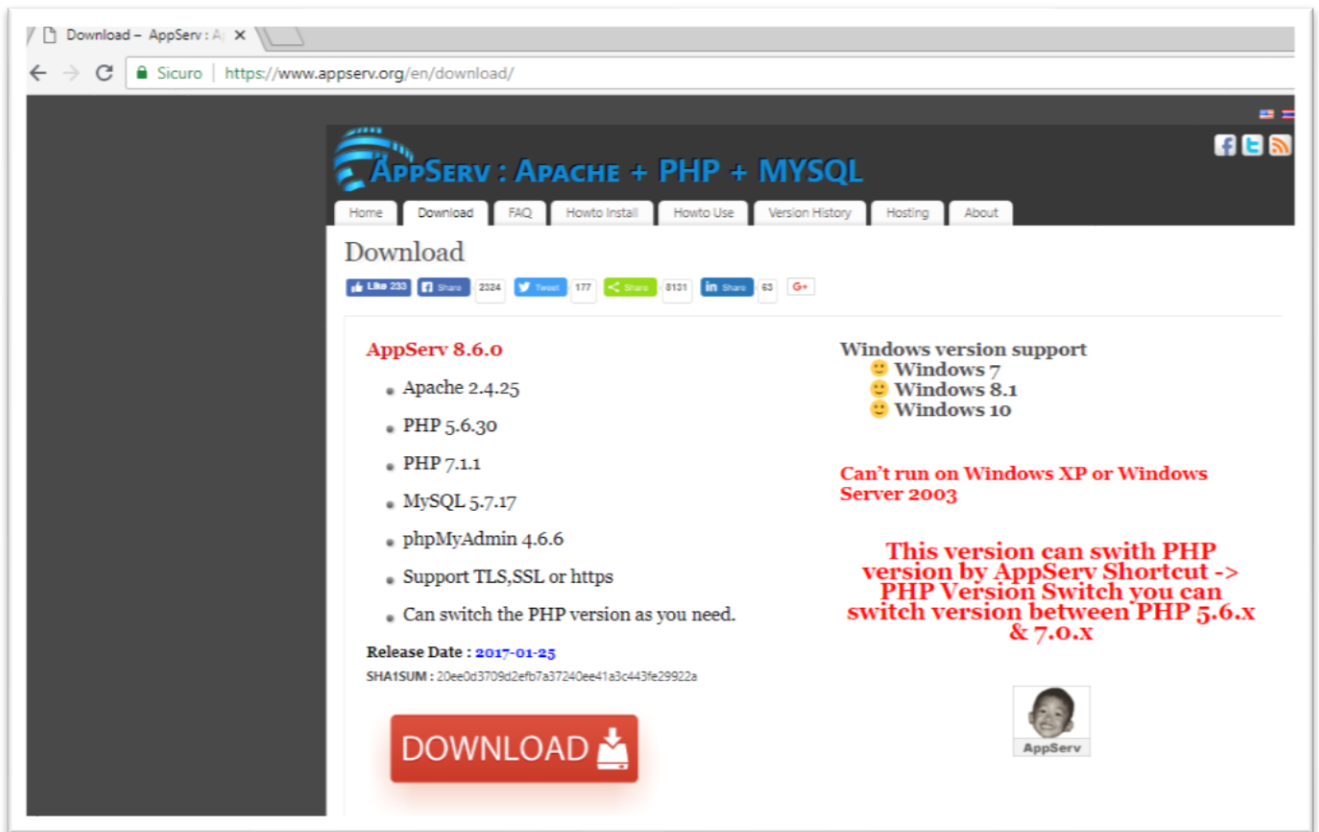 Download – AppServ : A
Sicuro | https://www.appserv.org/en/download/
AppServ : Apache + PHP + MYSQL
Home Download FAQ Howto Install Howto Use Version History Hosting About
Download
Like 233 Share 2324 Tweet 177 Share 8131 in Share 63 G+
AppServ 8.6.0
Apache 2.4.25
PHP 5.6.30
PHP 7.1.1
MySQL 5.7.17
phpMyAdmin 4.6.6
Support TLS,SSL or https
Can switch the PHP version as you need.
Release Date : 2017-01-25
SHA1SUM : 20ee0d3709d2efb7a37240ee41a3c443fe29922a
DOWNLOAD
Windows version support
Windows 7
Windows 8.1
Windows 10
Can't run on Windows XP or Windows
Server 2003
This version can swith PHP
version by AppServ Shortcut ->
PHP Version Switch you can
switch version between PHP 5.6.x
& 7.0.x
AppServ